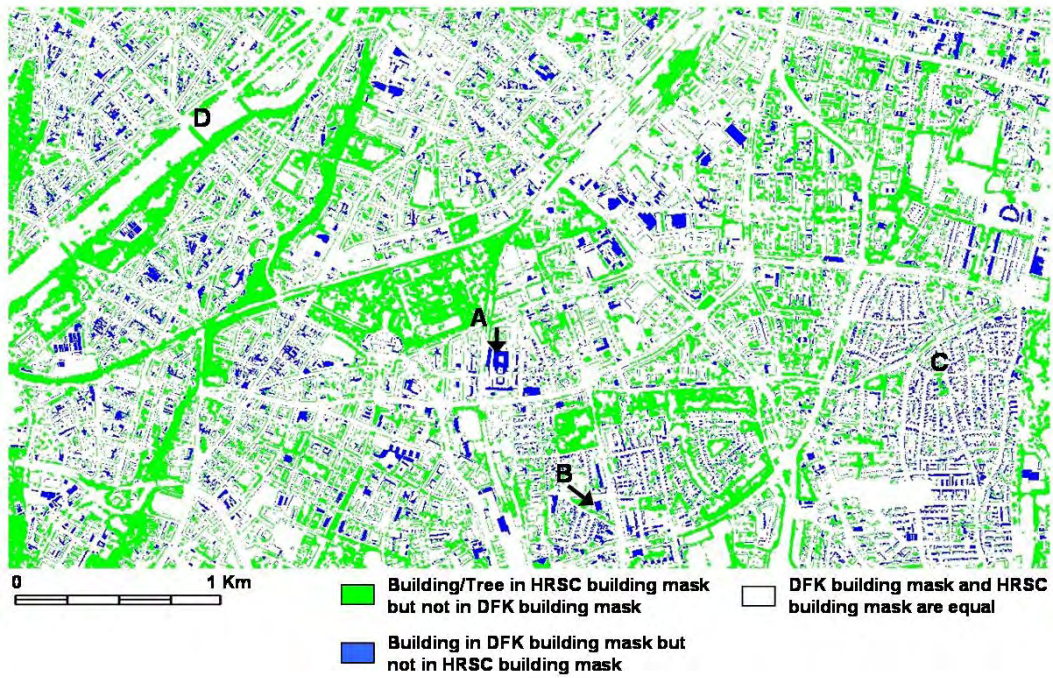 D
A
C
B
0 1 Km
Building/Tree in HRSC building mask
but not in DFK building mask
DFK building mask and HRSC
building mask are equal
Building in DFK building mask but
not in HRSC building mask